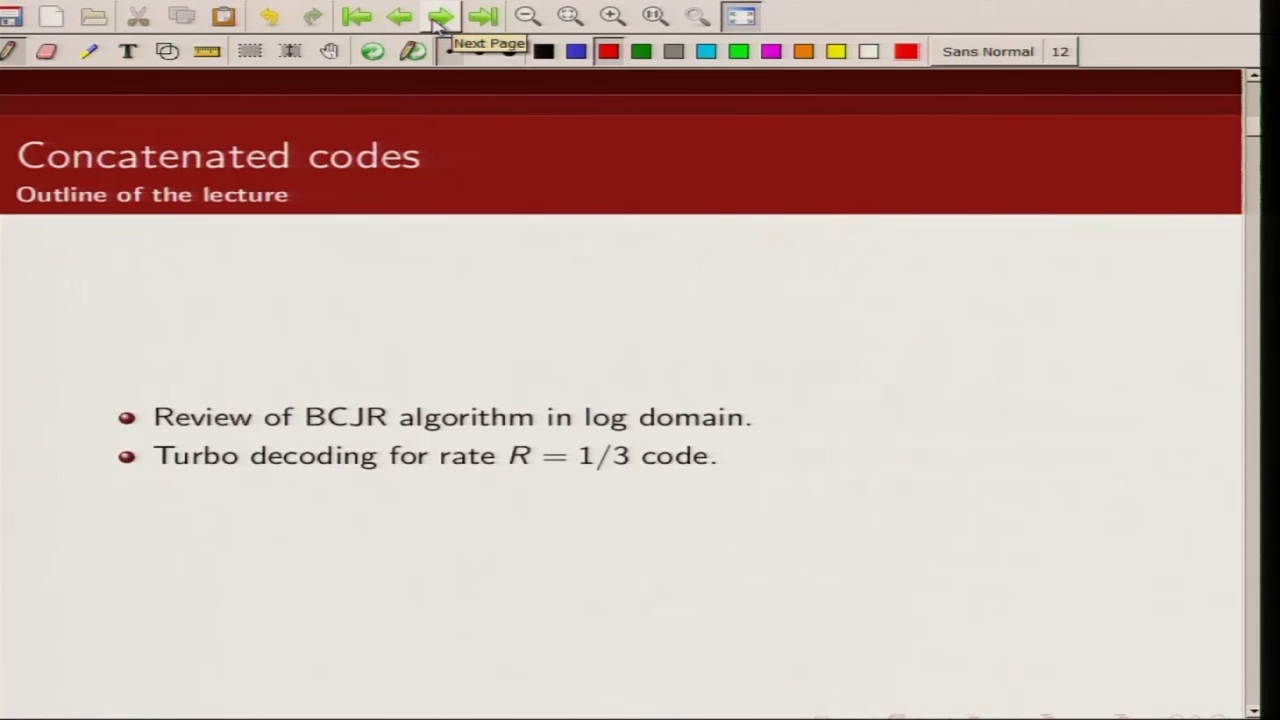 Next Page
Sans Normal 12
Concatenated codes
Outline of the lecture
Review of BCJR algorithm in log domain.
Turbo decoding for rate R = 1/3 code.